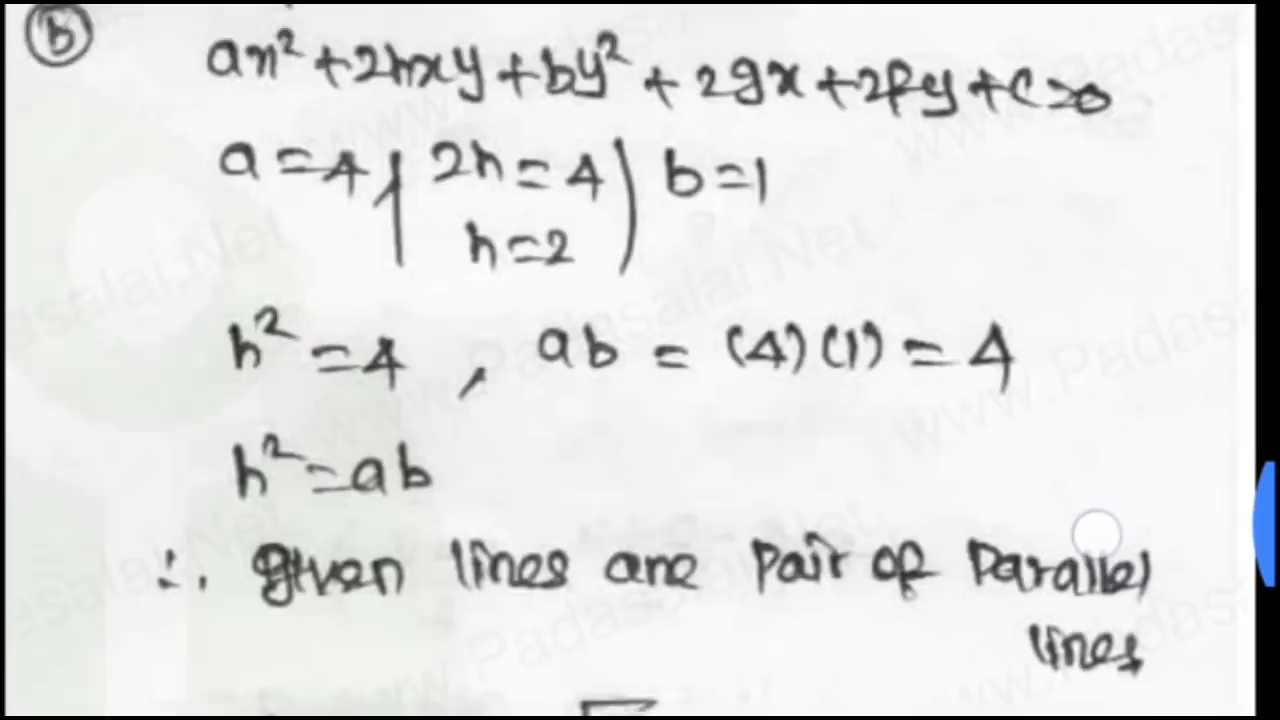 (b) ax² + 2hxy + by² + 2gx + 2fy + c = 0
a = 4 | 2h = 4 | b = 1
h = 2
h² = 4 , ab = (4) (1) = 4
h² = ab
∴ given lines are Pair of Parallel
lines